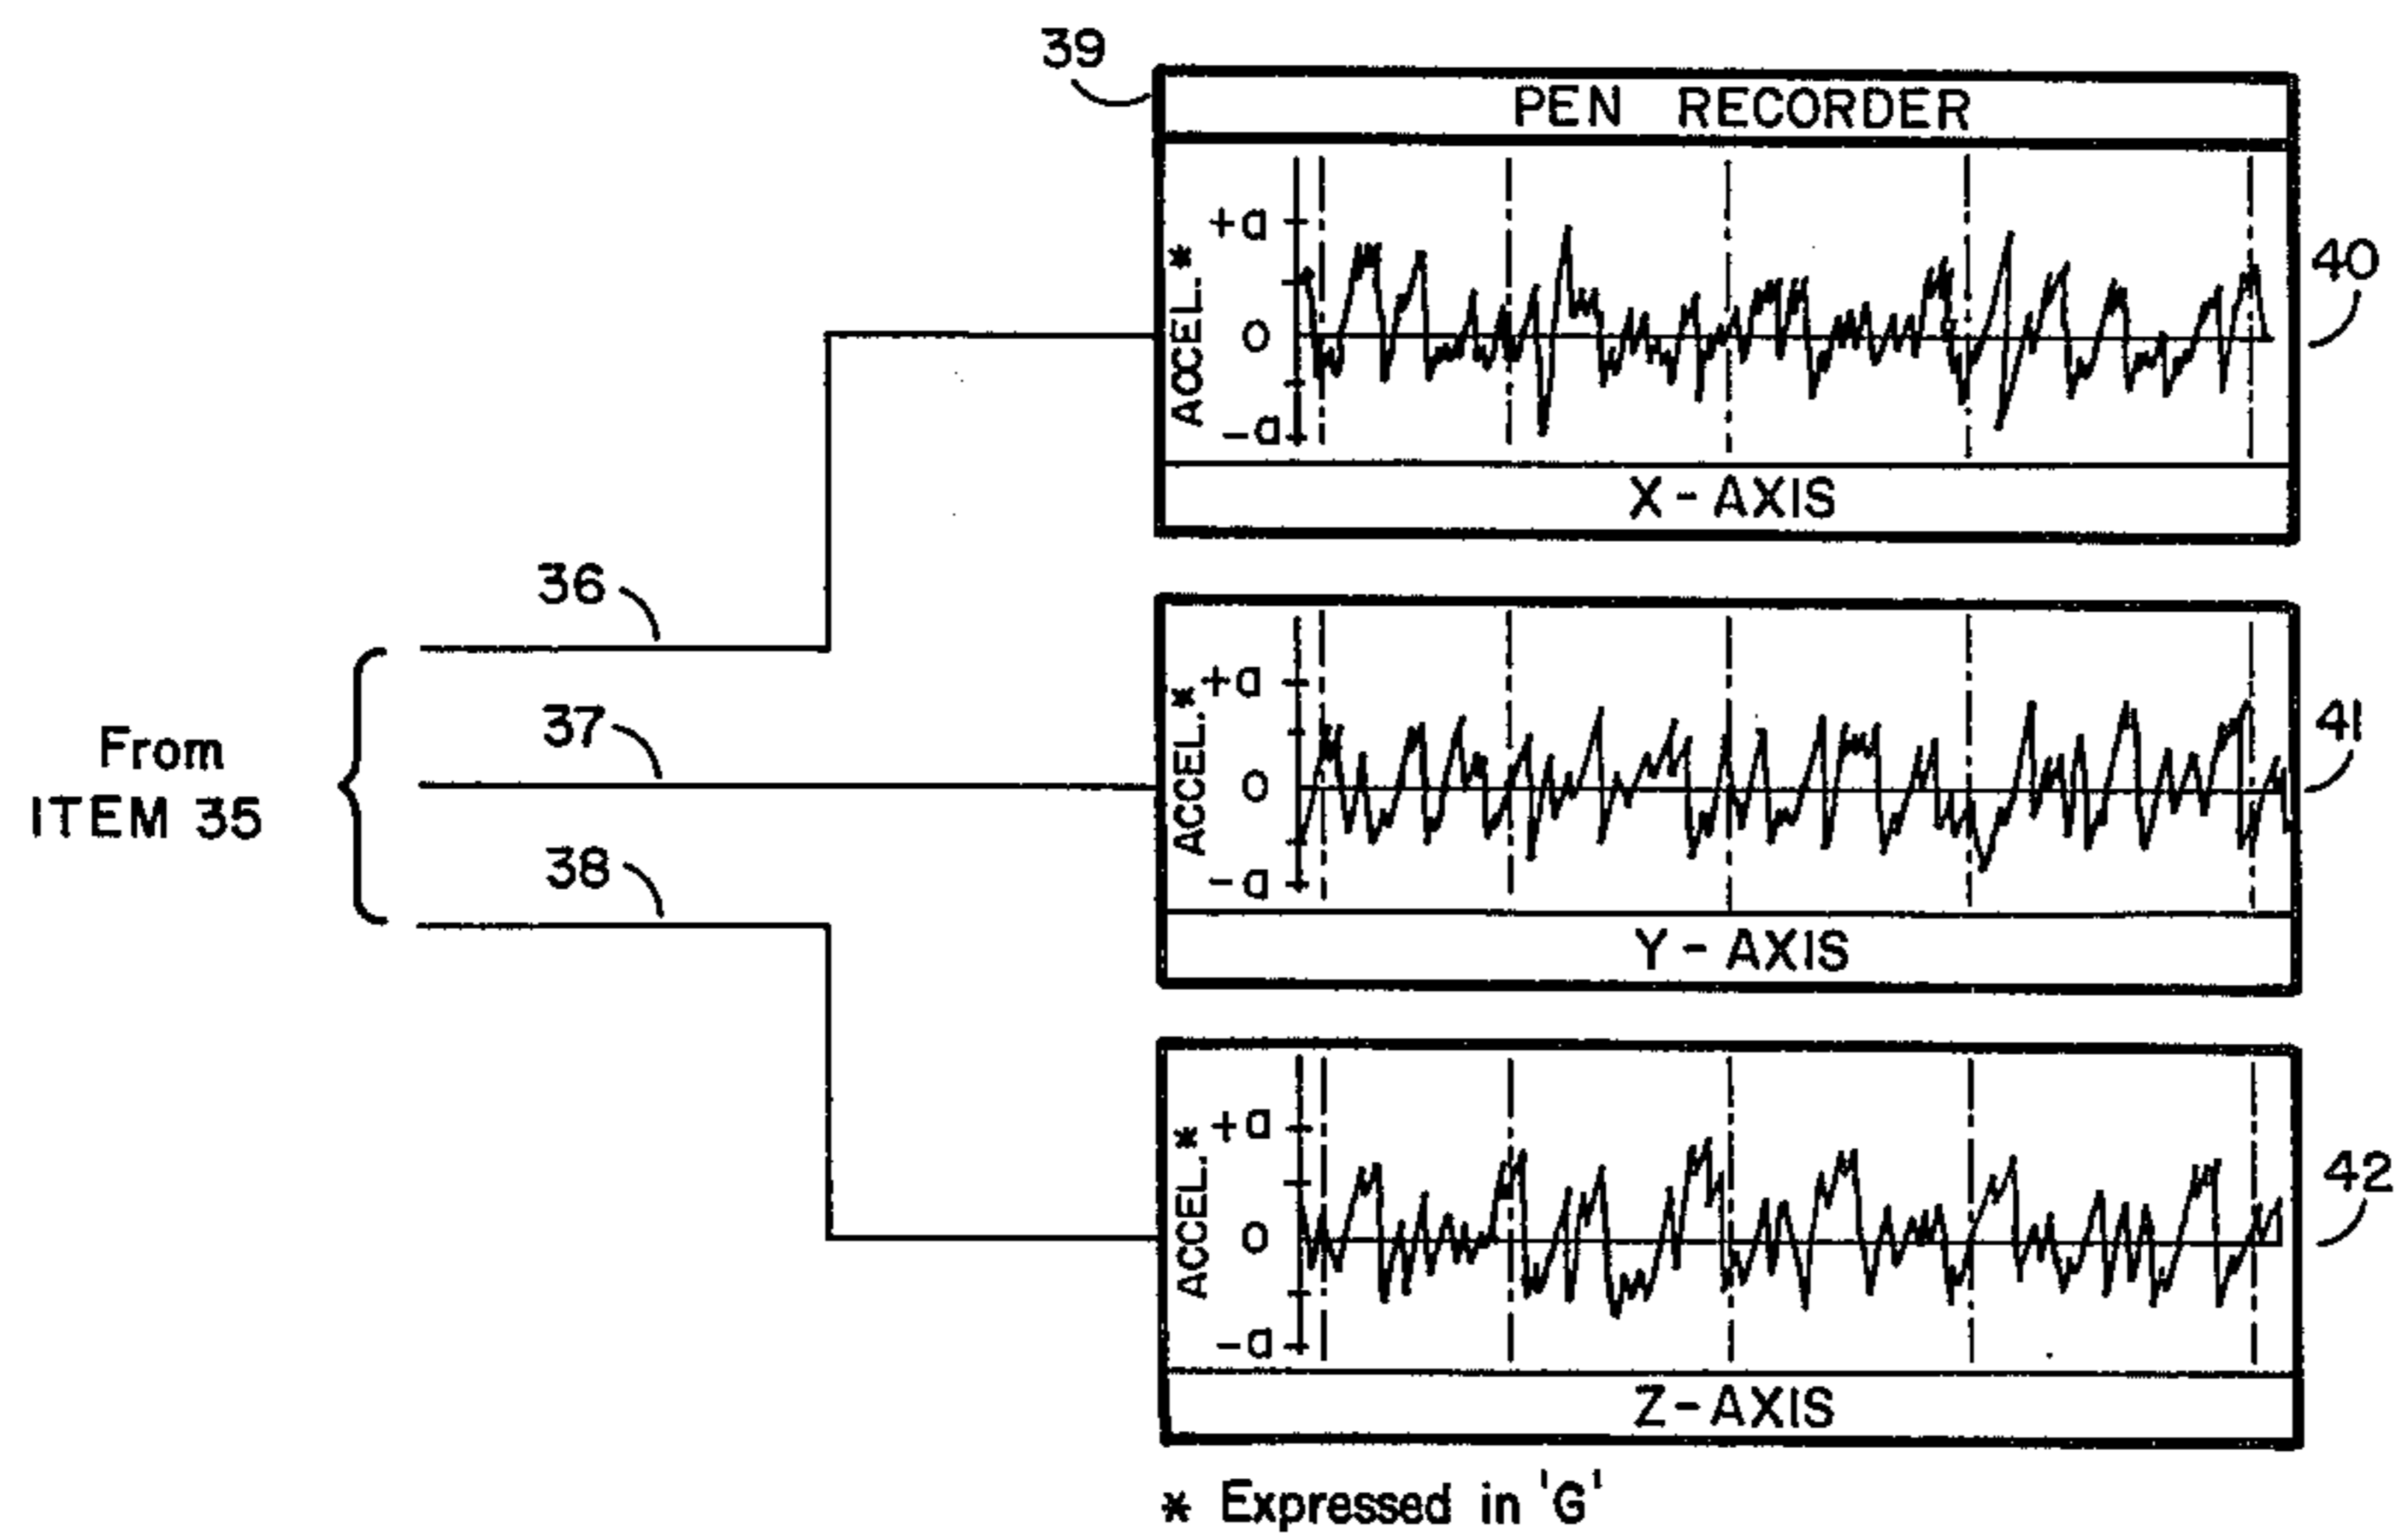 39
PEN RECORDER
ACCEL.*
+a
0
-a
40
X-AXIS
36
37
38
From
ITEM 35
ACCEL.*
+a
0
-a
41
Y-AXIS
ACCEL.*
+a
0
-a
42
Z-AXIS
* Expressed in 'G'